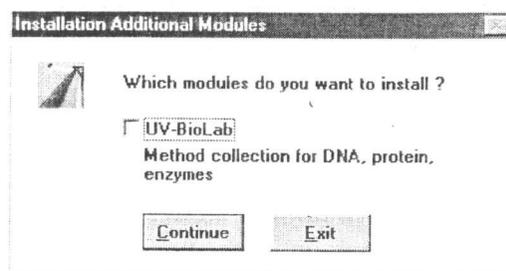 Installation Additional Modules
Which modules do you want to install ?
UV-BioLab
Method collection for DNA, protein,
enzymes
Continue
Exit